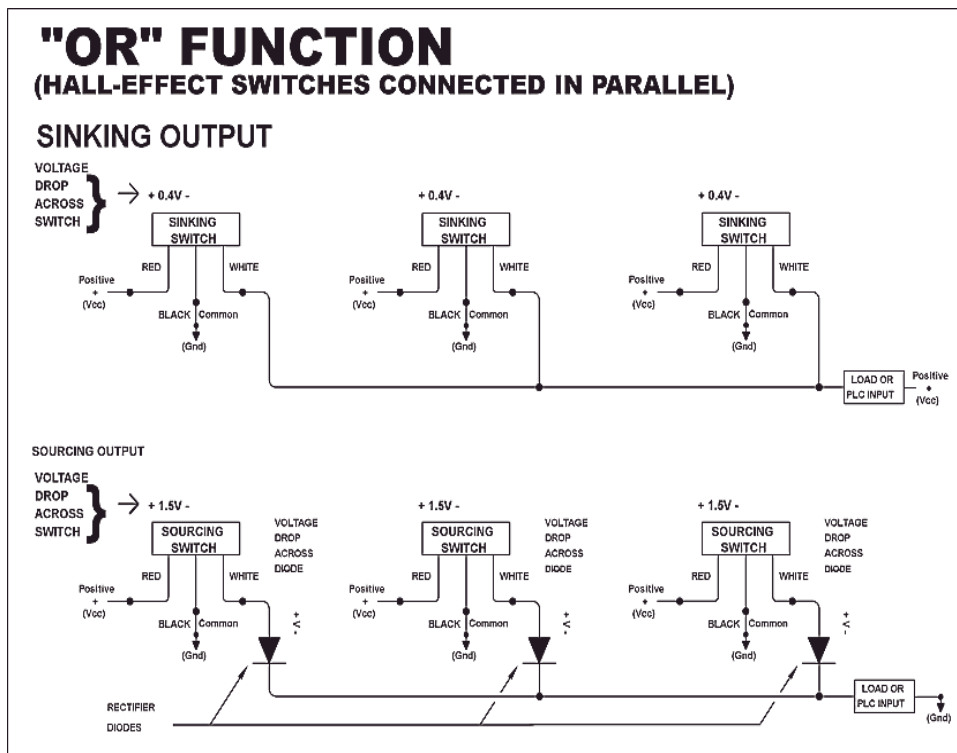 "OR" FUNCTION
(HALL-EFFECT SWITCHES CONNECTED IN PARALLEL)
SINKING OUTPUT
VOLTAGE
DROP
ACROSS
SWITCH
+ 0.4V -
SINKING
SWITCH
RED
WHITE
Positive
+
(Vcc)
BLACK
Common
(Gnd)
+ 0.4V -
SINKING
SWITCH
RED
WHITE
Positive
+
(Vcc)
BLACK
Common
(Gnd)
+ 0.4V -
SINKING
SWITCH
RED
WHITE
Positive
+
(Vcc)
BLACK
Common
(Gnd)
LOAD OR
PLC INPUT
Positive
+
(Vcc)
SOURCING OUTPUT
VOLTAGE
DROP
ACROSS
SWITCH
+ 1.5V -
SOURCING
SWITCH
RED
WHITE
Positive
+
(Vcc)
BLACK
Common
(Gnd)
VOLTAGE
DROP
ACROSS
DIODE
+ V -
+ 1.5V -
SOURCING
SWITCH
RED
WHITE
Positive
+
(Vcc)
BLACK
Common
(Gnd)
VOLTAGE
DROP
ACROSS
DIODE
+ V -
+ 1.5V -
SOURCING
SWITCH
RED
WHITE
Positive
+
(Vcc)
BLACK
Common
(Gnd)
VOLTAGE
DROP
ACROSS
DIODE
+ V -
LOAD OR
PLC INPUT
(Gnd)
RECTIFIER
DIODES